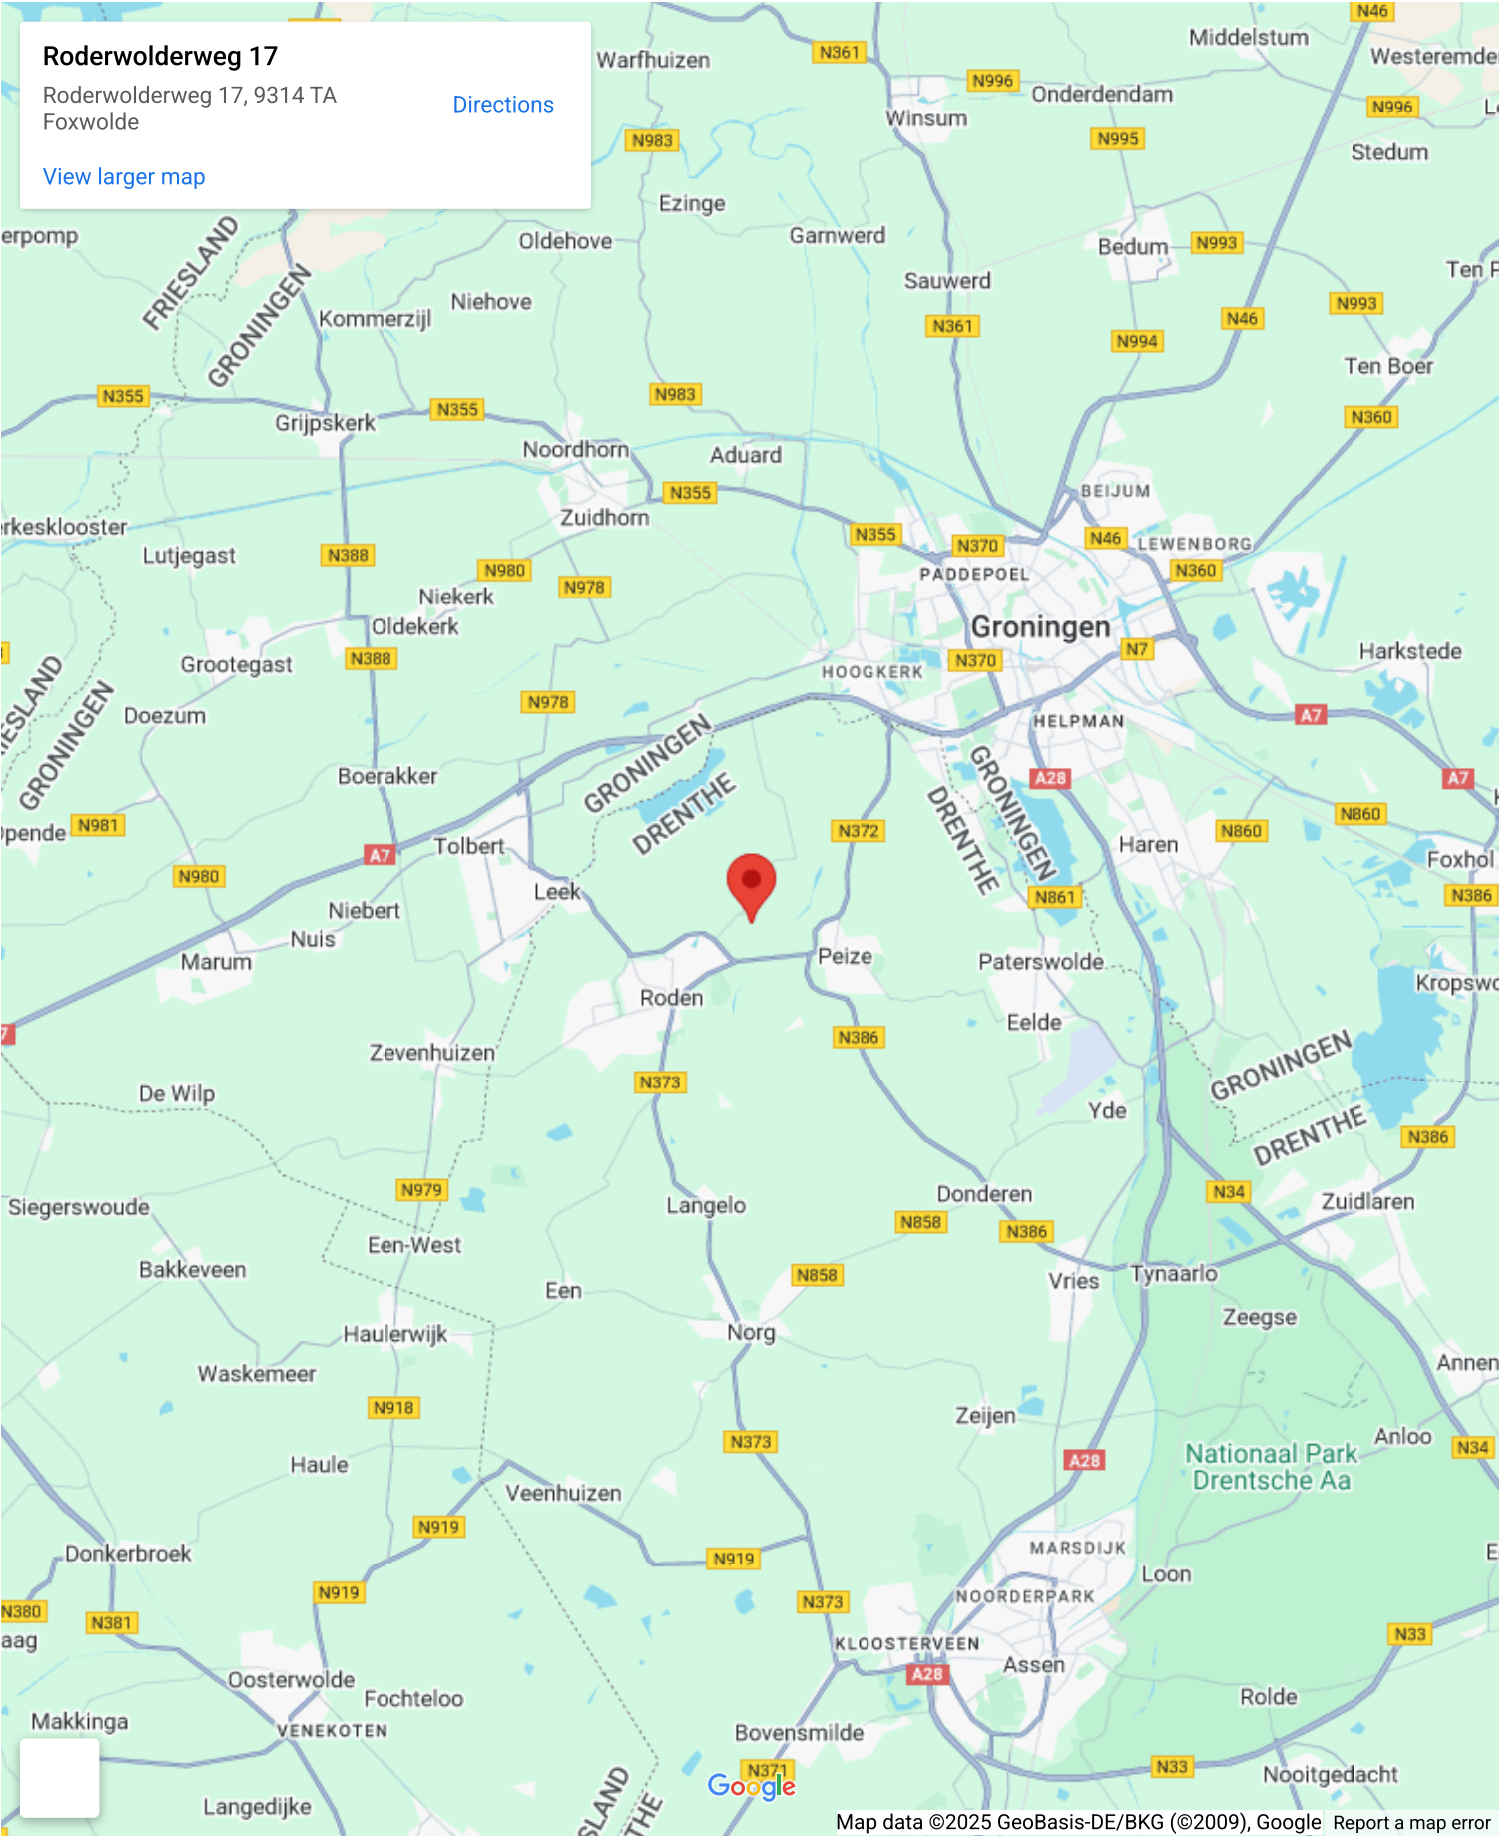 Roderwolderweg 17
Roderwolderweg 17, 9314 TA
Foxwolde
Directions
View larger map
N46
Warfhuizen
N361
Middelstum
Westeremde
N996
Onderdendam
N996
Winsum
N983
N995
Stedum
Ezinge
erpomp
Oldehove
Garnwerd
Bedum
N993
FRIESLAND
GRONINGEN
Sauwerd
Niehove
Kommerzijl
N361
N46
N993
N994
Ten Boer
N355
N355
N983
Grijpskerk
N360
Noordhorn
Aduard
N355
BEIJUM
Zuidhorn
erkesklooster
N355
N370
N46
LEWENBORG
Lutjegast
N388
N980
PADDEPOEL
N360
N978
Niekerk
Oldekerk
Groningen
N7
Harkstede
Grootegast
N388
HOOGKERK
N370
N978
Doezum
HELPMAN
A7
GRONINGEN
GRONINGEN
DRENTHE
GRONINGEN
DRENTHE
Boerakker
A28
A7
Opende
N981
N372
N860
N860
Tolbert
A7
Haren
Foxhol
N980
Leek
N861
N386
Niebert
Nuis
Marum
Peize
Paterswolde
Kropswo
Roden
Eelde
N386
Zevenhuizen
GRONINGEN
DRENTHE
N373
De Wilp
Yde
N386
N979
N34
Siegerswoude
Langelo
Donderen
Zuidlaren
N858
N386
Een-West
Bakkeveen
N858
Vries
Tynaarlo
Een
Zeegse
Haulerwijk
Norg
Annen
Waskemeer
N918
Zeijen
N373
Anloo
N34
Haule
A28
Nationaal Park
Drentsche Aa
Veenhuizen
N919
MARSDIJK
Donkerbroek
N919
Loon
N919
NOORDERPARK
N380
N381
N373
N33
KLOOSTERVEEN
A28
Assen
Oosterwolde
Fochteloo
Rolde
Makkinga
VENEKOTEN
Bovensmilde
N371
N33
Nooitgedacht
Google
Langedijke
Map data ©2025 GeoBasis-DE/BKG (©2009), Google
Report a map error